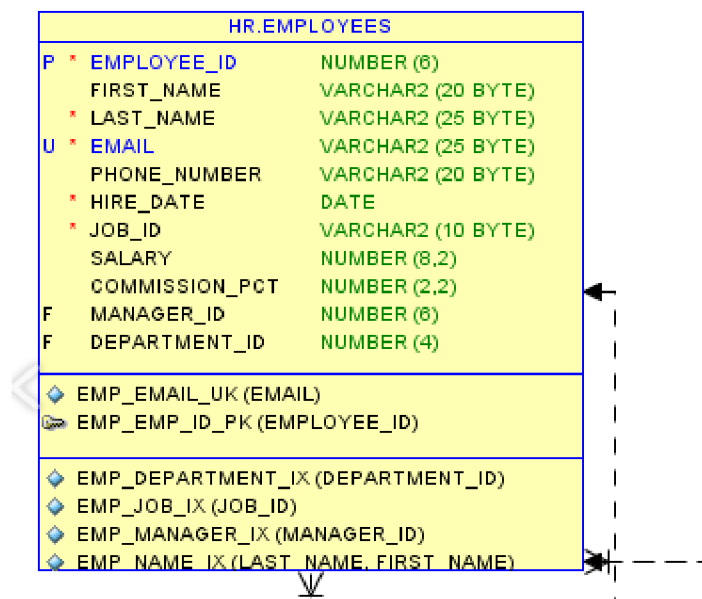 HR.EMPLOYEES
P * EMPLOYEE_ID NUMBER (6)
FIRST_NAME VARCHAR2 (20 BYTE)
* LAST_NAME VARCHAR2 (25 BYTE)
U * EMAIL VARCHAR2 (25 BYTE)
PHONE_NUMBER VARCHAR2 (20 BYTE)
* HIRE_DATE DATE
* JOB_ID VARCHAR2 (10 BYTE)
SALARY NUMBER (8,2)
COMMISSION_PCT NUMBER (2,2)
F MANAGER_ID NUMBER (6)
F DEPARTMENT_ID NUMBER (4)
EMP_EMAIL_UK (EMAIL)
EMP_EMP_ID_PK (EMPLOYEE_ID)
EMP_DEPARTMENT_IX (DEPARTMENT_ID)
EMP_JOB_IX (JOB_ID)
EMP_MANAGER_IX (MANAGER_ID)
EMP_NAME_IX (LAST_NAME, FIRST_NAME)